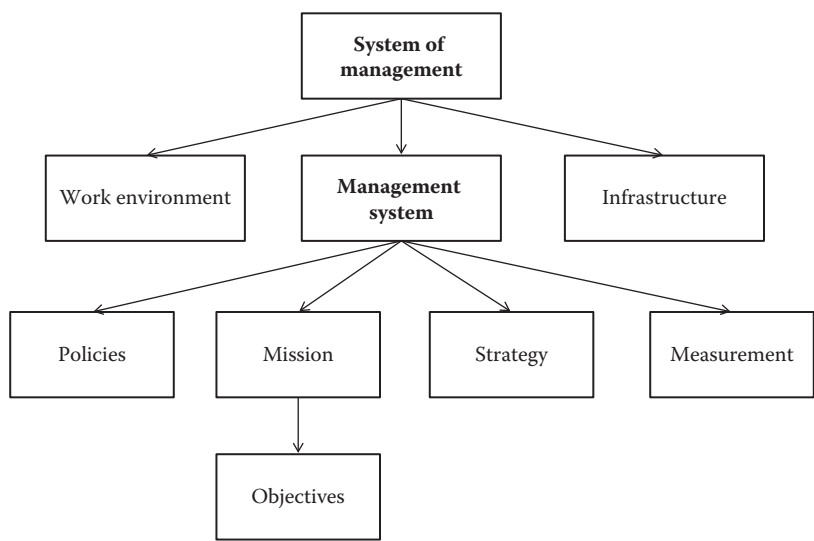 System of
management
Work environment
Management
system
Infrastructure
Policies
Mission
Strategy
Measurement
Objectives